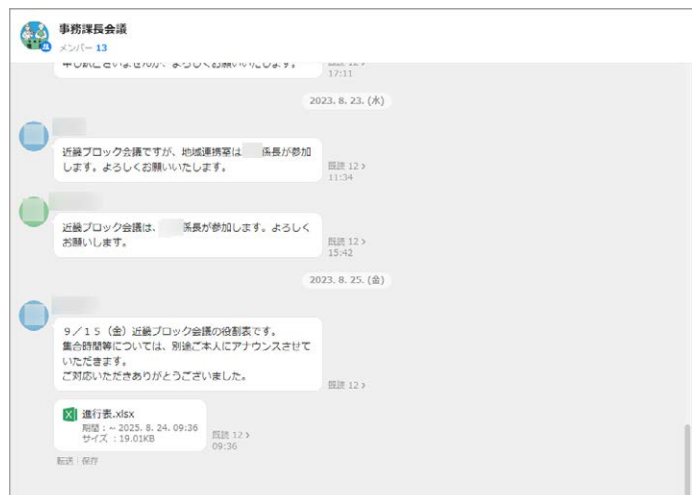 事務課長会議
メンバー 13
申し訳ございませんが、よろしくお願いいたします。
既読 12 >
17:11
2023. 8. 23. (水)
近畿ブロック会議ですが、地域連携室は 係長が参加
します。よろしくお願いいたします。
既読 12 >
11:34
近畿ブロック会議は、 係長が参加します。よろしく
お願いします。
既読 12 >
15:42
2023. 8. 25. (金)
9/15(金)近畿ブロック会議の役割表です。
集合時間等については、別途ご本人にアナウンスさせて
いただきます。
ご対応いただきありがとうございました。
既読 12 >
進行表.xlsx
期間:~ 2025. 8. 24. 09:36
サイズ :19.01KB
既読 12 >
09:36
転送|保存